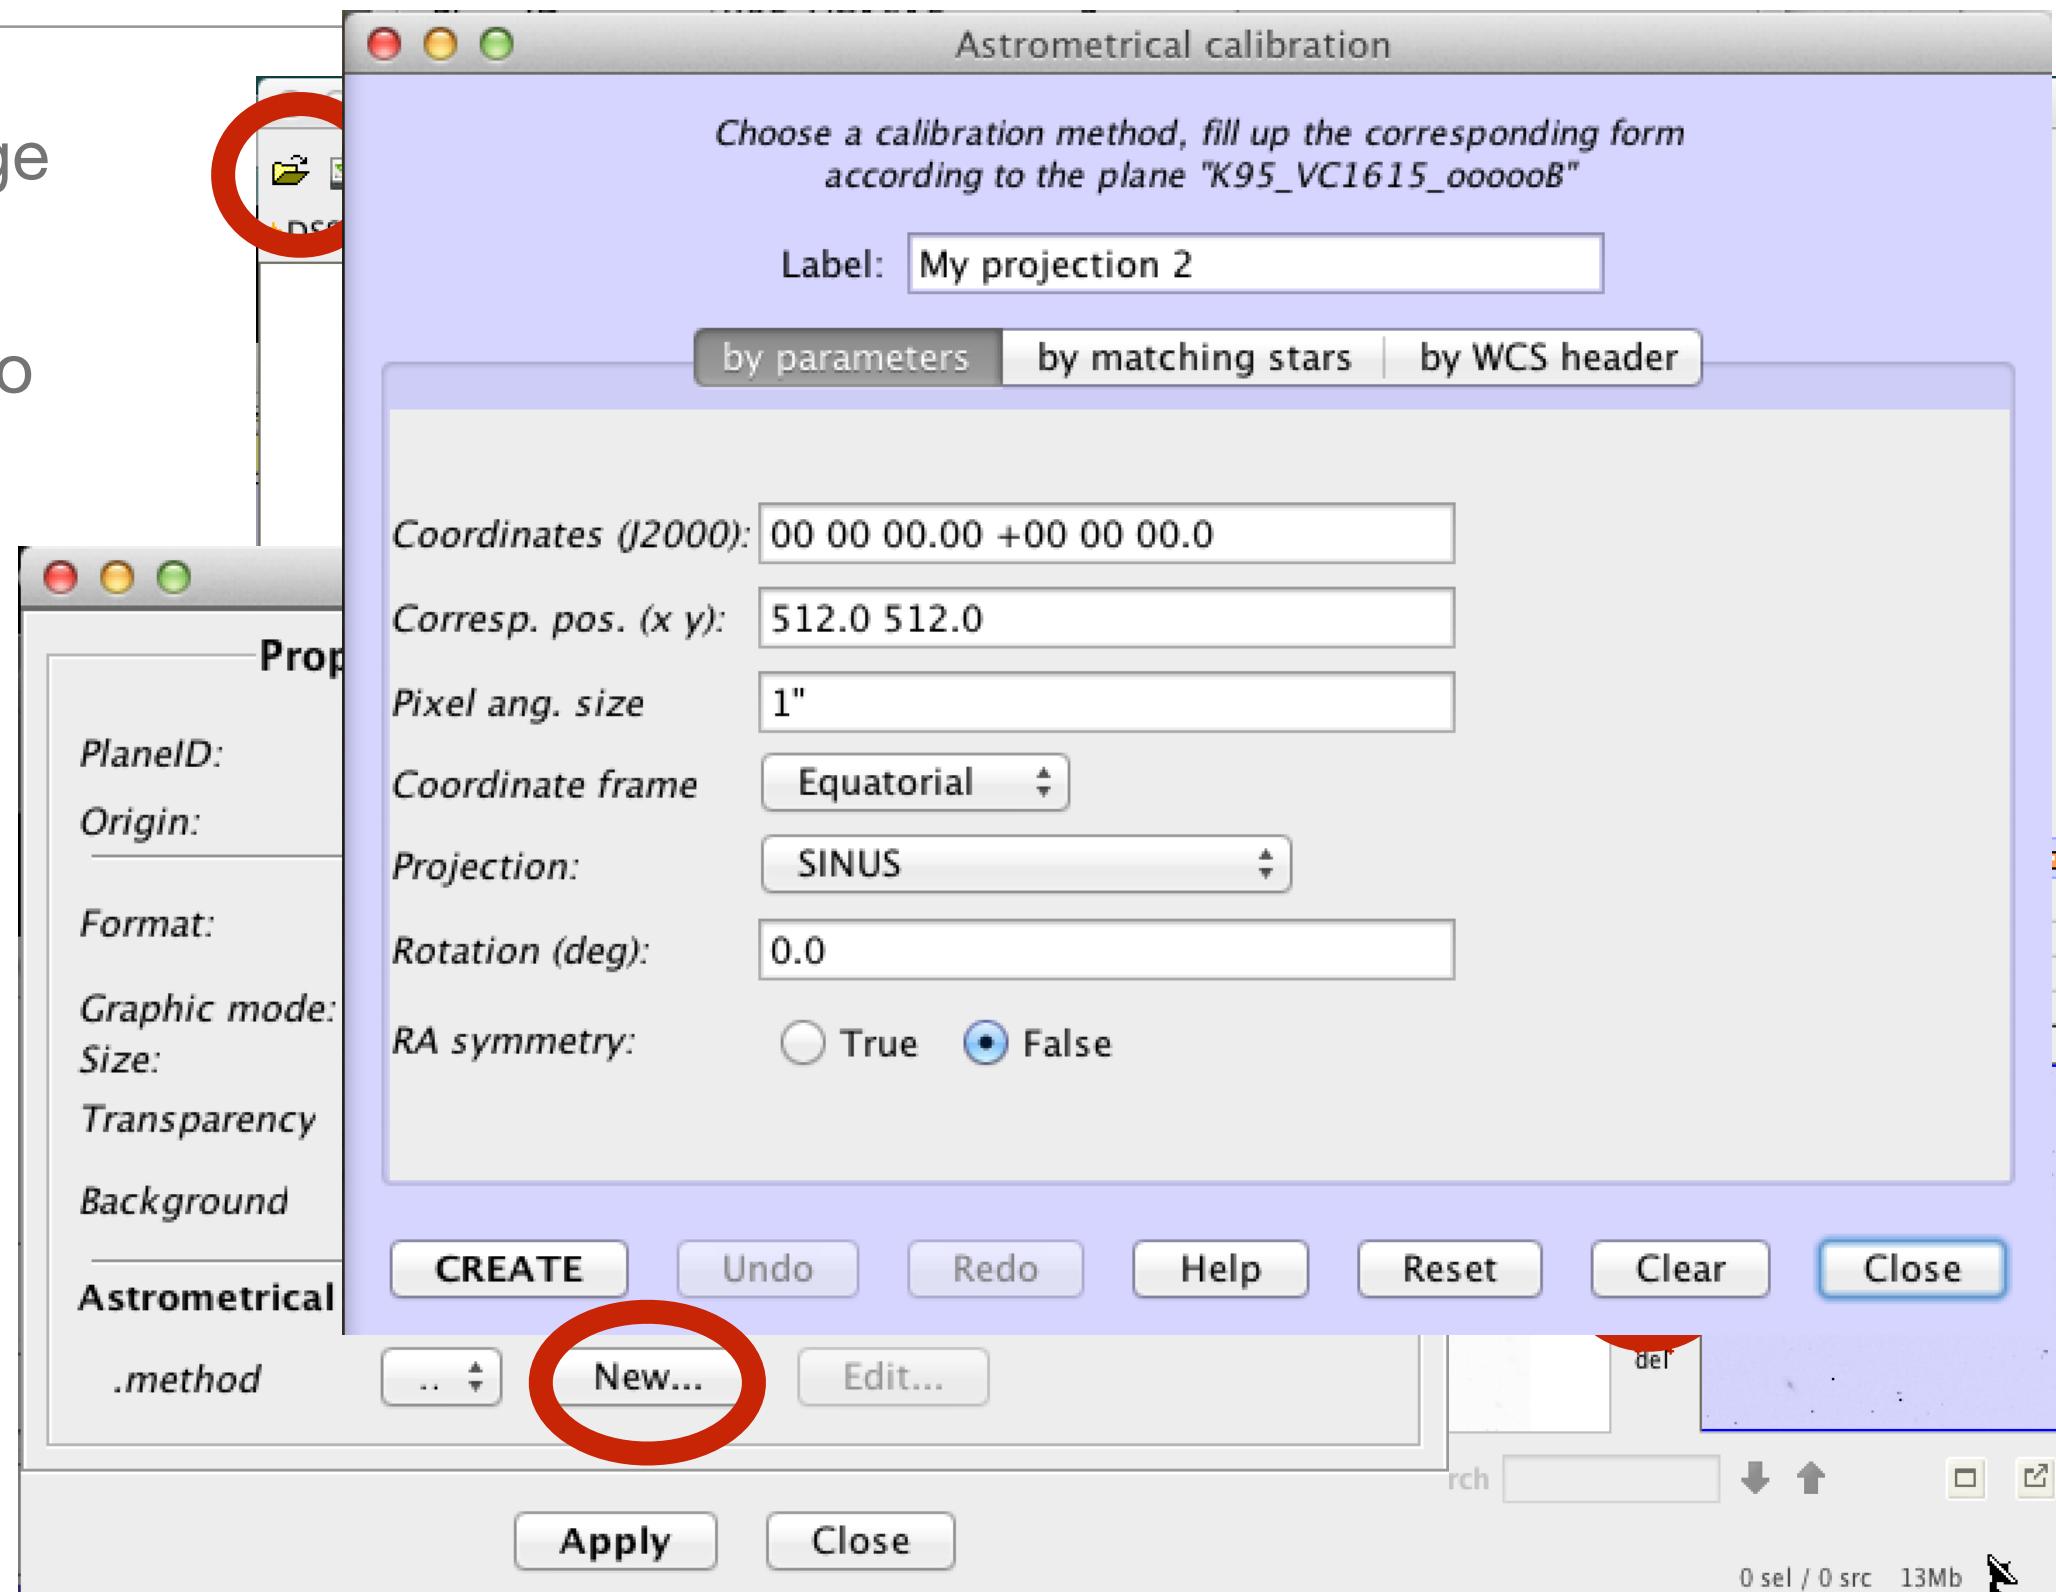 Astrometrical calibration
Choose a calibration method, fill up the corresponding form
according to the plane "K95_VC1615_oooooB"
Label: My projection 2
by parameters by matching stars by WCS header
Coordinates (J2000): 00 00 00.00 +00 00 00.0
Corresp. pos. (x y): 512.0 512.0
Pixel ang. size 1"
Coordinate frame Equatorial
Projection: SINUS
Rotation (deg): 0.0
RA symmetry: True False
CREATE Undo Redo Help Reset Clear Close
ge
o
Prop
PlaneID:
Origin:
Format:
Graphic mode:
Size:
Transparency
Background
Astrometrical
.method .. New... Edit...
Apply Close
del
rch
0 sel / 0 src 13Mb